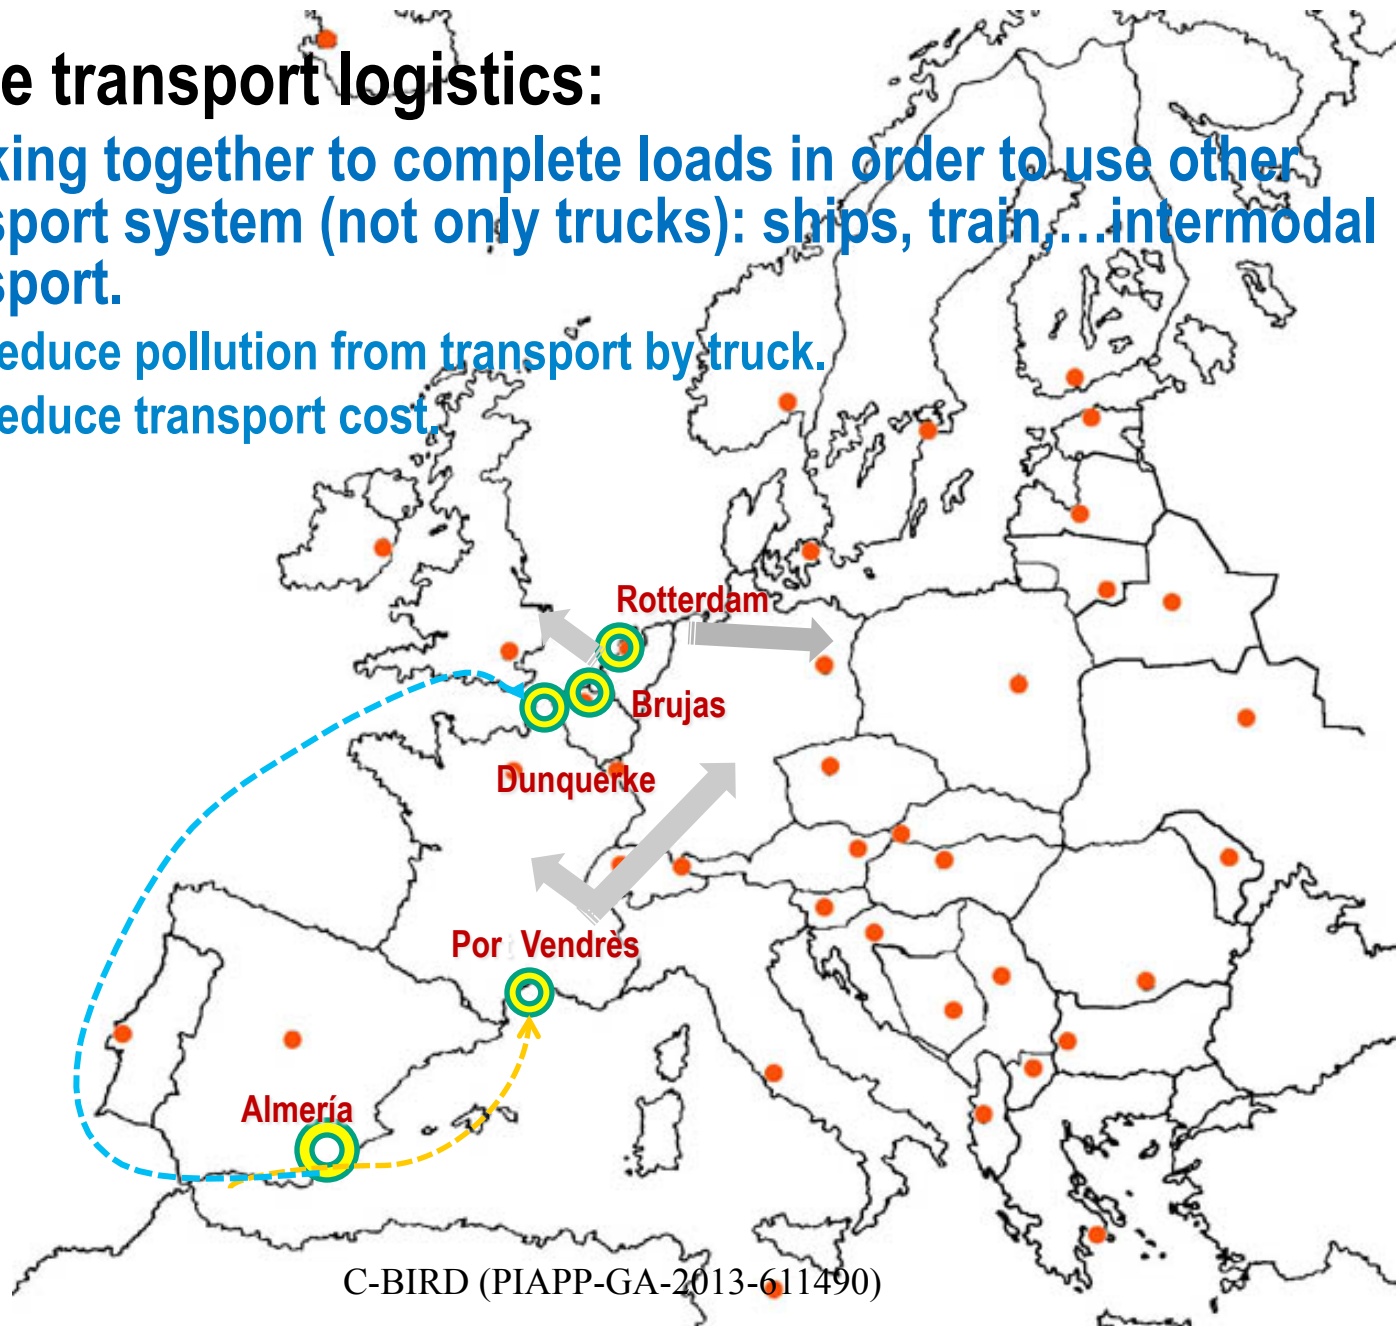 e transport logistics:
king together to complete loads in order to use other
sport system (not only trucks): ships, train,…intermodal
sport.
educe pollution from transport by truck.
educe transport cost.
Rotterdam
Brujas
Dunquerke
Por Vendrès
Almería
C-BIRD (PIAPP-GA-2013-611490)